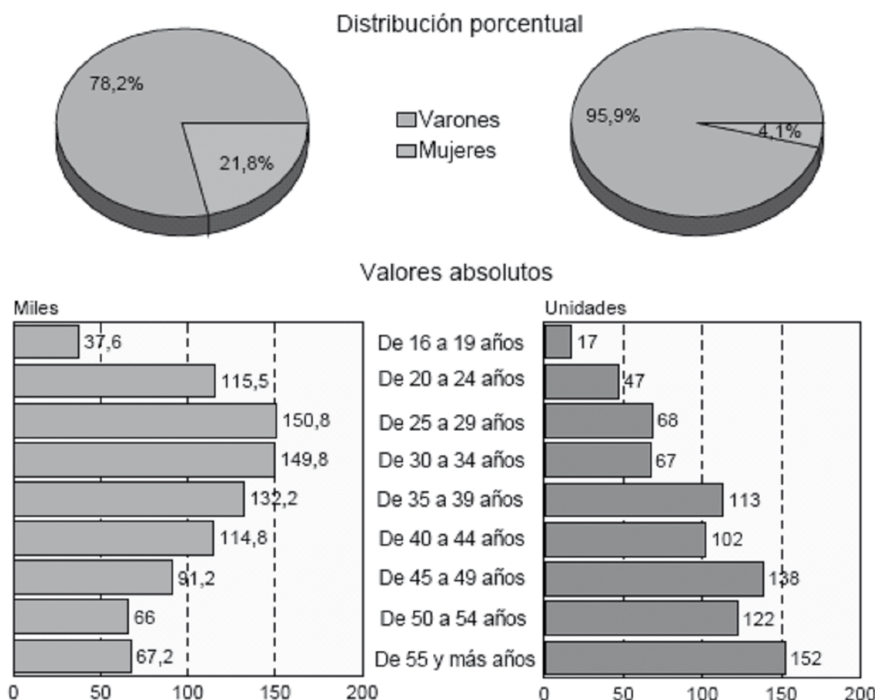 Distribución porcentual
78,2%
21,8%
Varones
Mujeres
95,9%
4,1%
Valores absolutos
Miles
Unidades
37,6 De 16 a 19 años 17
115,5 De 20 a 24 años 47
150,8 De 25 a 29 años 68
149,8 De 30 a 34 años 67
132,2 De 35 a 39 años 113
114,8 De 40 a 44 años 102
91,2 De 45 a 49 años 138
66 De 50 a 54 años 122
67,2 De 55 y más años 152
0 50 100 150 200 0 50 100 150 200